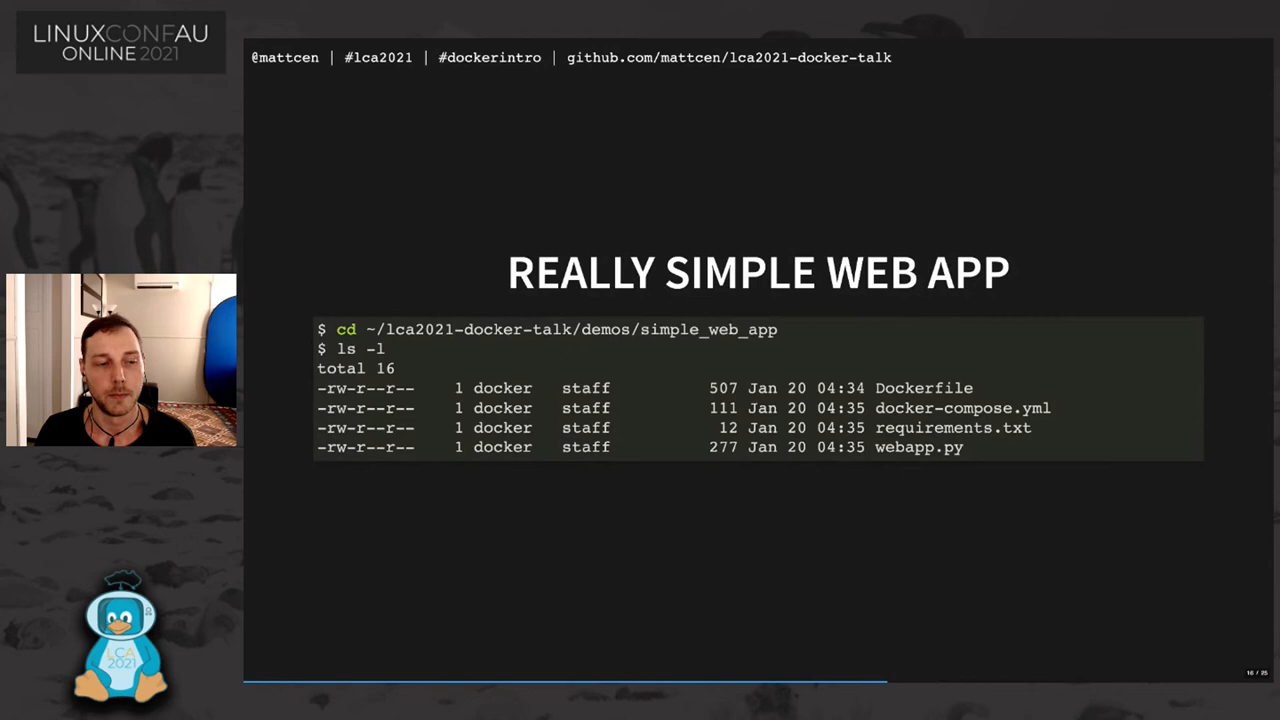 LINUXCONFAU
ONLINE 2021
@mattcen | #lca2021 | #dockerintro | github.com/mattcen/lca2021-docker-talk
REALLY SIMPLE WEB APP
$ cd ~/lca2021-docker-talk/demos/simple_web_app
$ ls -l
total 16
-rw-r--r-- 1 docker staff 507 Jan 20 04:34 Dockerfile
-rw-r--r-- 1 docker staff 111 Jan 20 04:35 docker-compose.yml
-rw-r--r-- 1 docker staff 12 Jan 20 04:35 requirements.txt
-rw-r--r-- 1 docker staff 277 Jan 20 04:35 webapp.py
LCA
2021
16 / 25